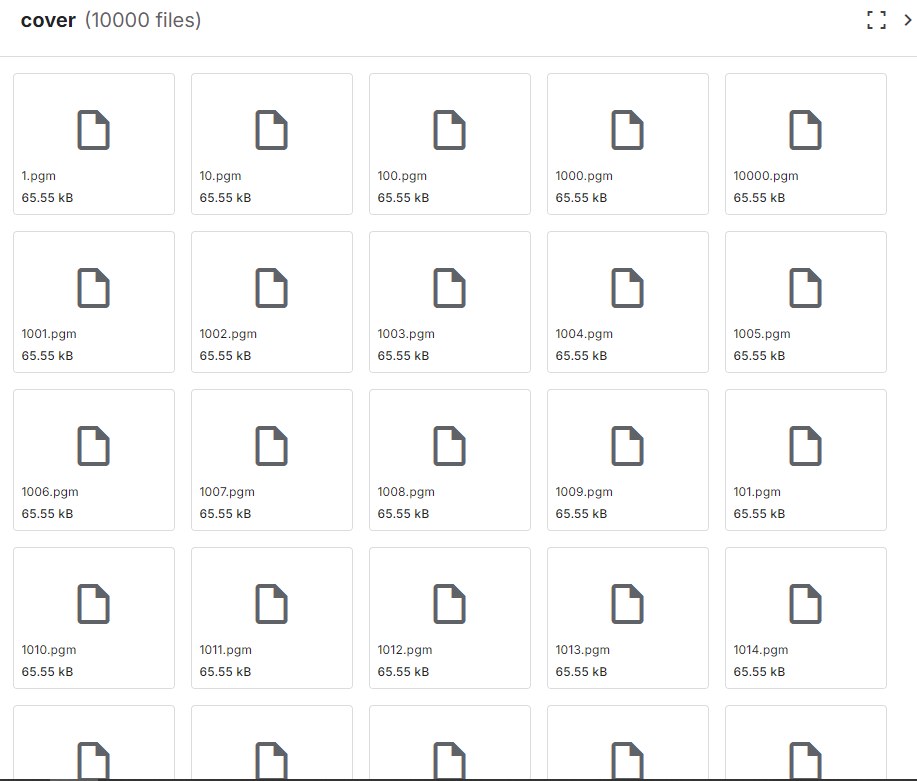 cover (10000 files)
1.pgm
65.55 kB
10.pgm
65.55 kB
100.pgm
65.55 kB
1000.pgm
65.55 kB
10000.pgm
65.55 kB
1001.pgm
65.55 kB
1002.pgm
65.55 kB
1003.pgm
65.55 kB
1004.pgm
65.55 kB
1005.pgm
65.55 kB
1006.pgm
65.55 kB
1007.pgm
65.55 kB
1008.pgm
65.55 kB
1009.pgm
65.55 kB
101.pgm
65.55 kB
1010.pgm
65.55 kB
1011.pgm
65.55 kB
1012.pgm
65.55 kB
1013.pgm
65.55 kB
1014.pgm
65.55 kB